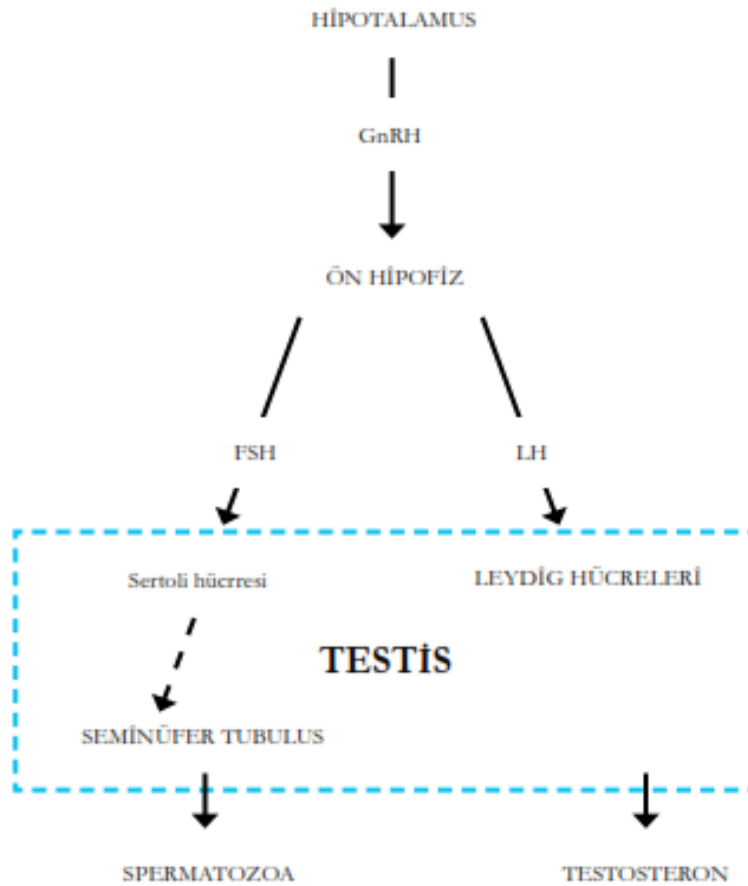 HİPOTALAMUS
GnRH
ÖN HİPOFİZ
FSH
LH
Sertoli hücrresi
LEYDİG HÜCRELERİ
TESTİS
SEMİNÜFER TUBULUS
SPERMATOZOA
TESTOSTERON